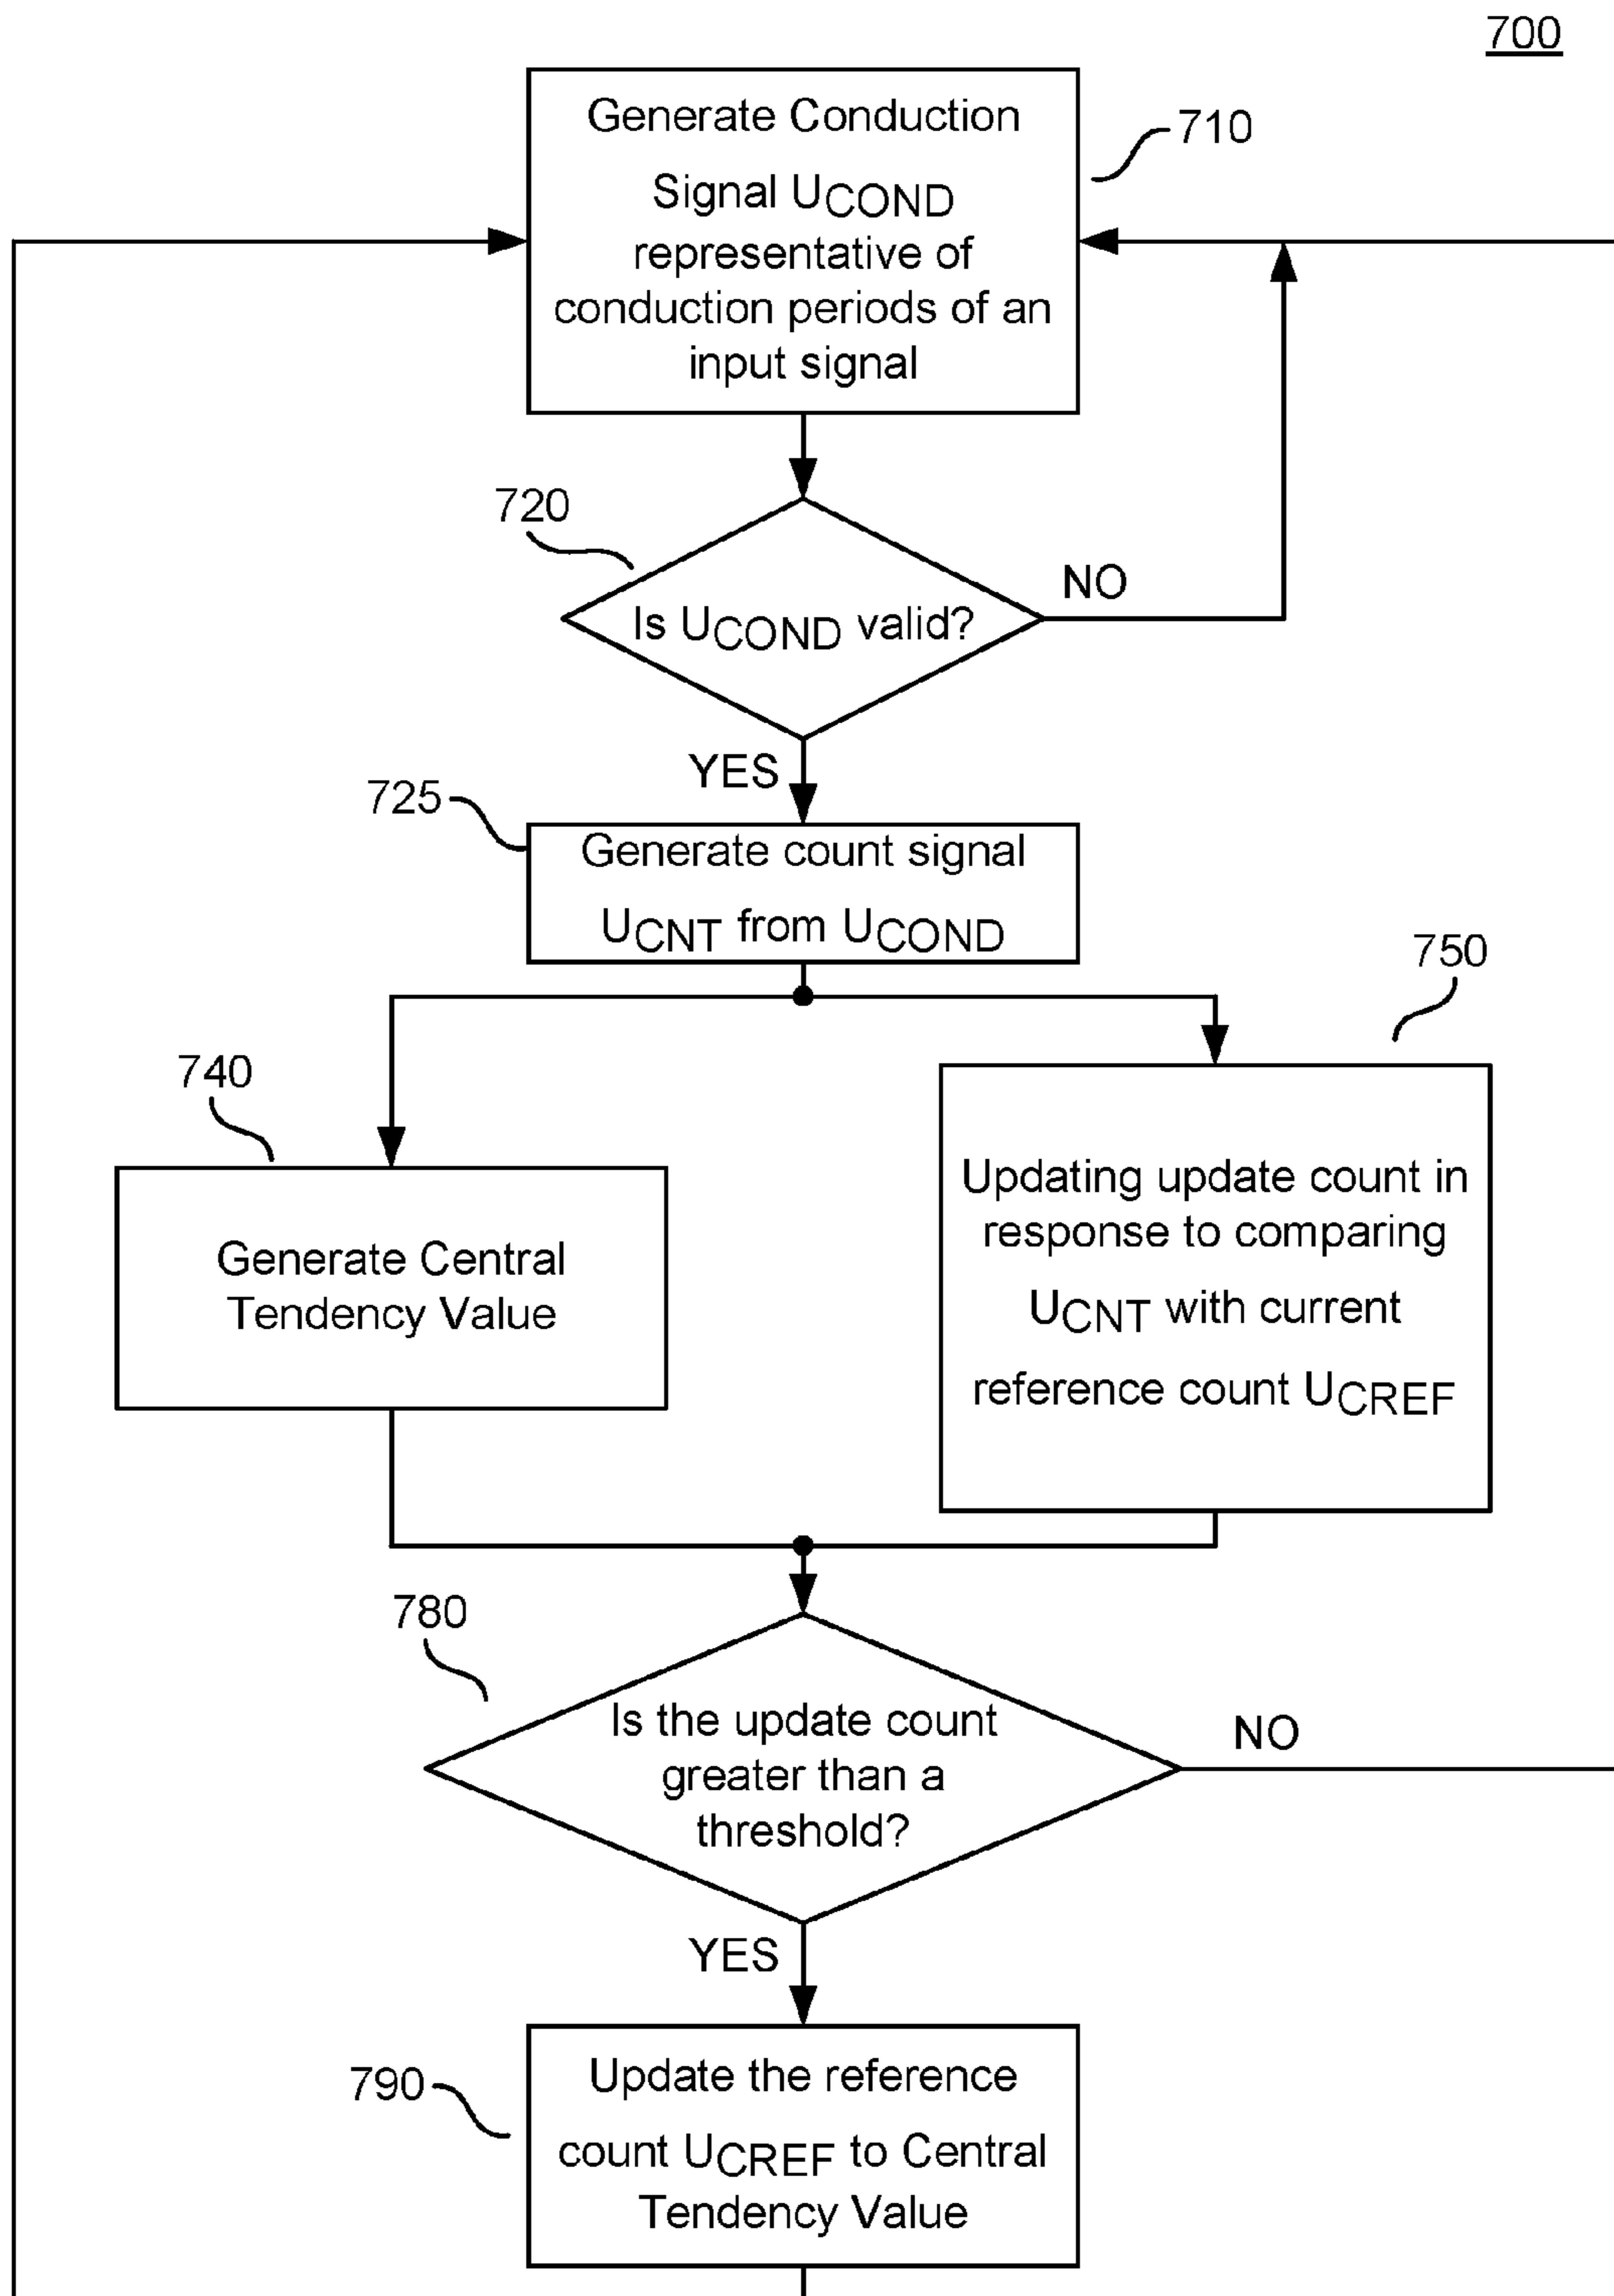 700
Generate Conduction
Signal UCOND
representative of
conduction periods of an
input signal
710
720
Is UCOND valid?
NO
YES
725
Generate count signal
UCNT from UCOND
750
740
Generate Central
Tendency Value
Updating update count in
response to comparing
UCNT with current
reference count UCREF
780
Is the update count
greater than a
threshold?
NO
YES
790
Update the reference
count UCREF to Central
Tendency Value